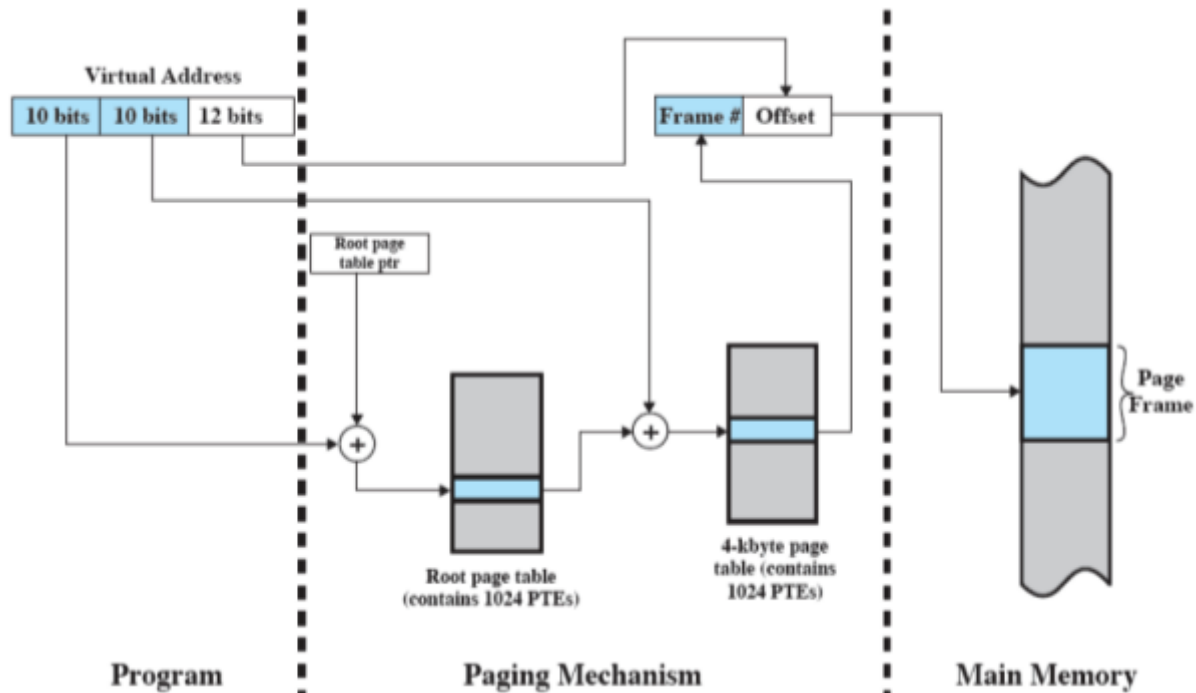 Virtual Address
10 bits 10 bits 12 bits
Frame # Offset
Root page
table ptr
+
+
Page
Frame
Root page table
(contains 1024 PTEs)
4-kbyte page
table (contains
1024 PTEs)
Program
Paging Mechanism
Main Memory